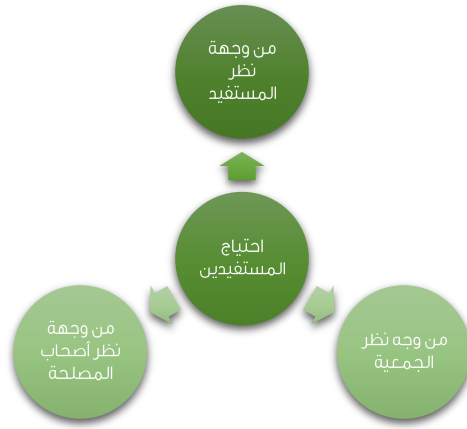 من وجهة
نظر
المستفيد
احتياج
المستفيدين
من وجه نظر
الجمعية
من وجهة
نظر أصحاب
المصلحة